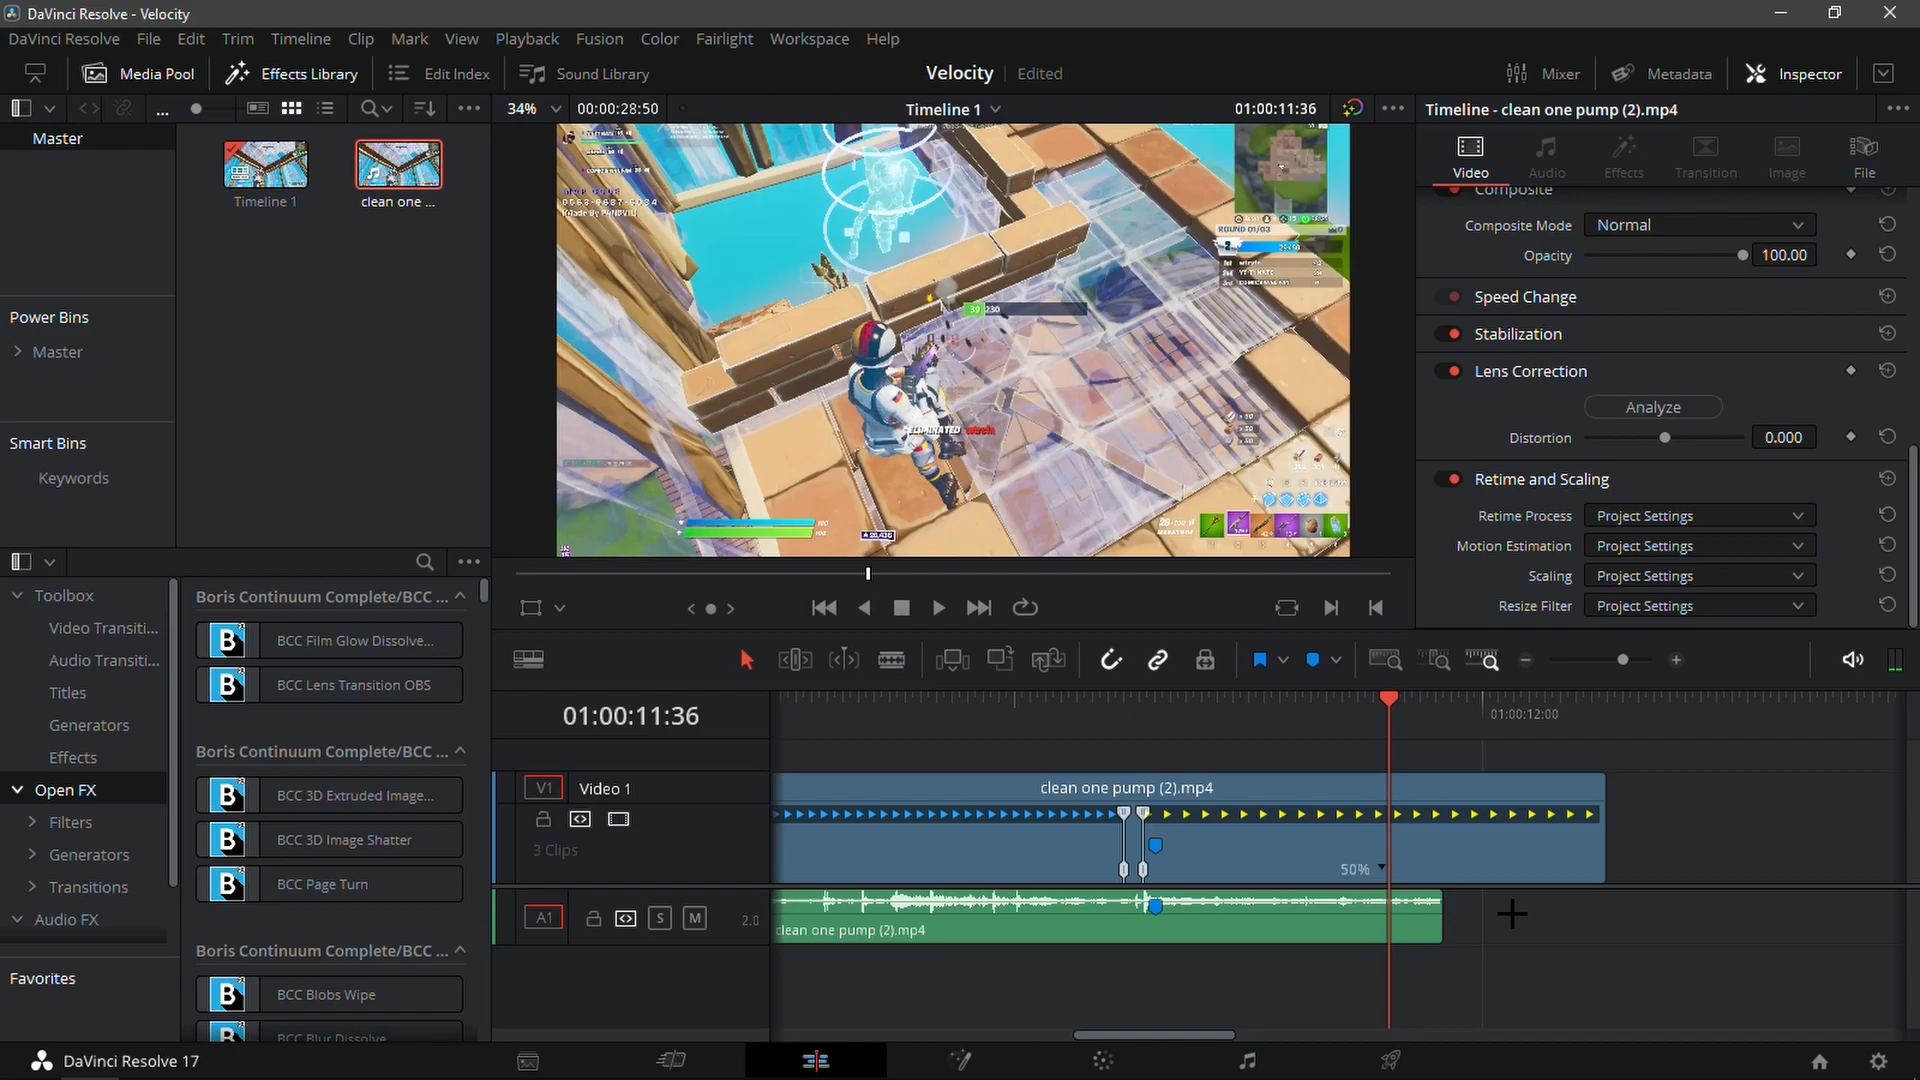 DaVinci Resolve - Velocity
DaVinci Resolve File Edit Trim Timeline Clip Mark View Playback Fusion Color Fairlight Workspace Help
Media Pool Effects Library Edit Index Sound Library Velocity Edited Mixer Metadata Inspector
... 34% 00:00:28:50 Timeline 1 01:00:11:36 Timeline - clean one pump (2).mp4
Master
Timeline 1
clean one ...
Power Bins
Master
Smart Bins
Keywords
ROUND 01/03
39 230
Video Audio Effects Transition Image File
Composite
Composite Mode Normal
Opacity 100.00
Speed Change
Stabilization
Lens Correction
Analyze
Distortion 0.000
Retime and Scaling
Retime Process Project Settings
Motion Estimation Project Settings
Scaling Project Settings
Resize Filter Project Settings
Toolbox
Video Transiti...
Audio Transiti...
Titles
Generators
Effects
Open FX
Filters
Generators
Transitions
Audio FX
Favorites
Boris Continuum Complete/BCC ...
B BCC Film Glow Dissolve...
B BCC Lens Transition OBS
Boris Continuum Complete/BCC ...
B BCC 3D Extruded Image...
B BCC 3D Image Shatter
B BCC Page Turn
Boris Continuum Complete/BCC ...
B BCC Blobs Wipe
B BCC Blur Dissolve
01:00:11:36
01:00:12:00
V1 Video 1
3 Clips
clean one pump (2).mp4
50%
A1 S M 2.0
clean one pump (2).mp4
DaVinci Resolve 17